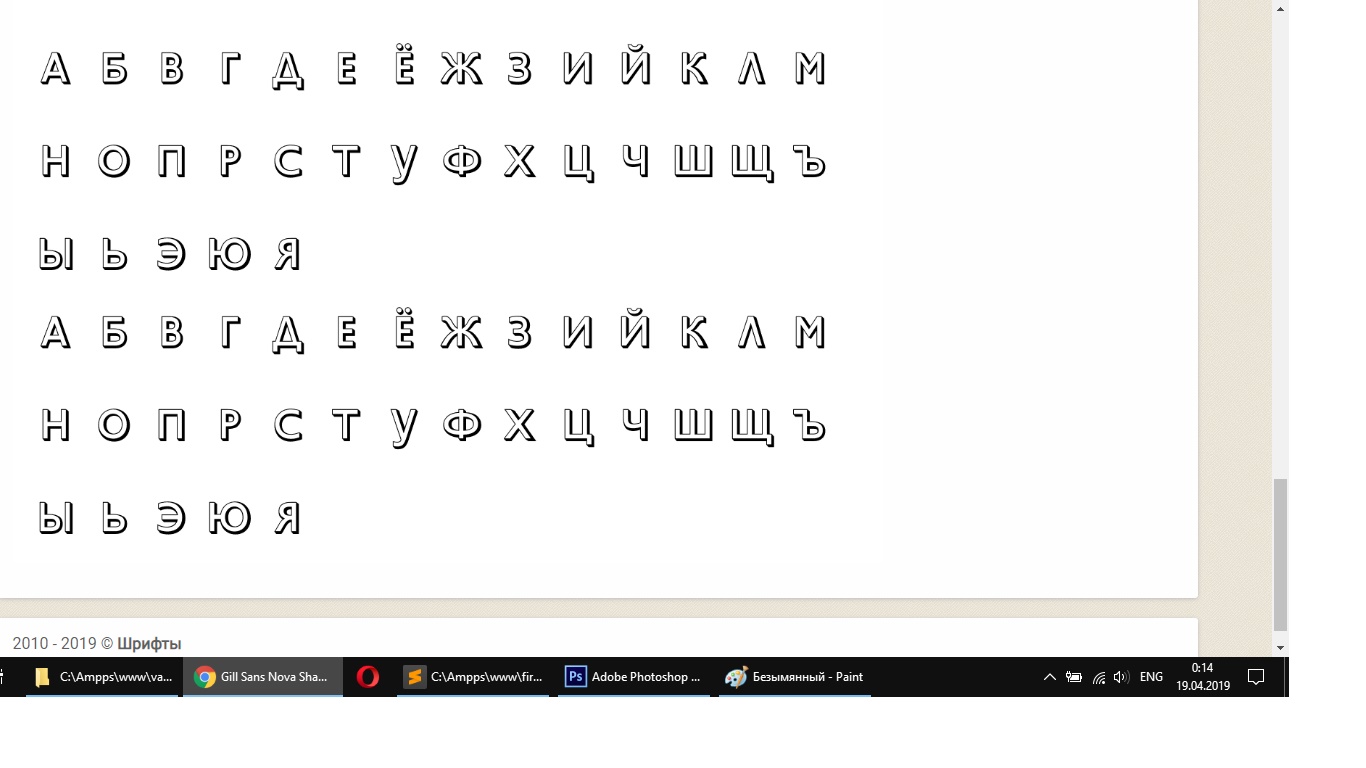 А Б В Г Д Е Ё Ж З И Й К Л М
Н О П Р С Т У Ф Х Ц Ч Ш Щ Ъ
Ы Ь Э Ю Я
А Б В Г Д Е Ё Ж З И Й К Л М
Н О П Р С Т У Ф Х Ц Ч Ш Щ Ъ
Ы Ь Э Ю Я
2010 - 2019 © Шрифты
C:\Ampps\www\va... Gill Sans Nova Sha... C:\Ampps\www\fir... Ps Adobe Photoshop ... Безымянный - Paint ENG 0:14
19.04.2019